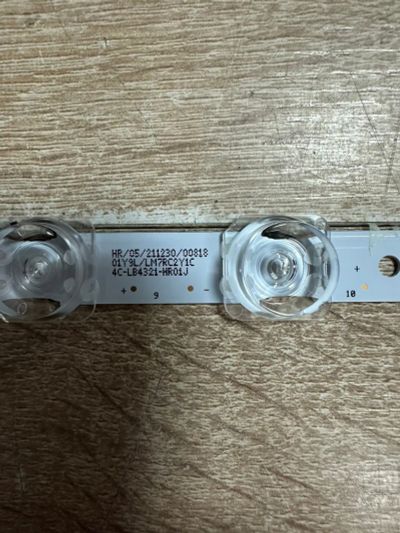 HR/05/211230/00818
01Y9L/LM7RC2Y1C
4C-LB4321-HR01J
+ 9 - 10 +